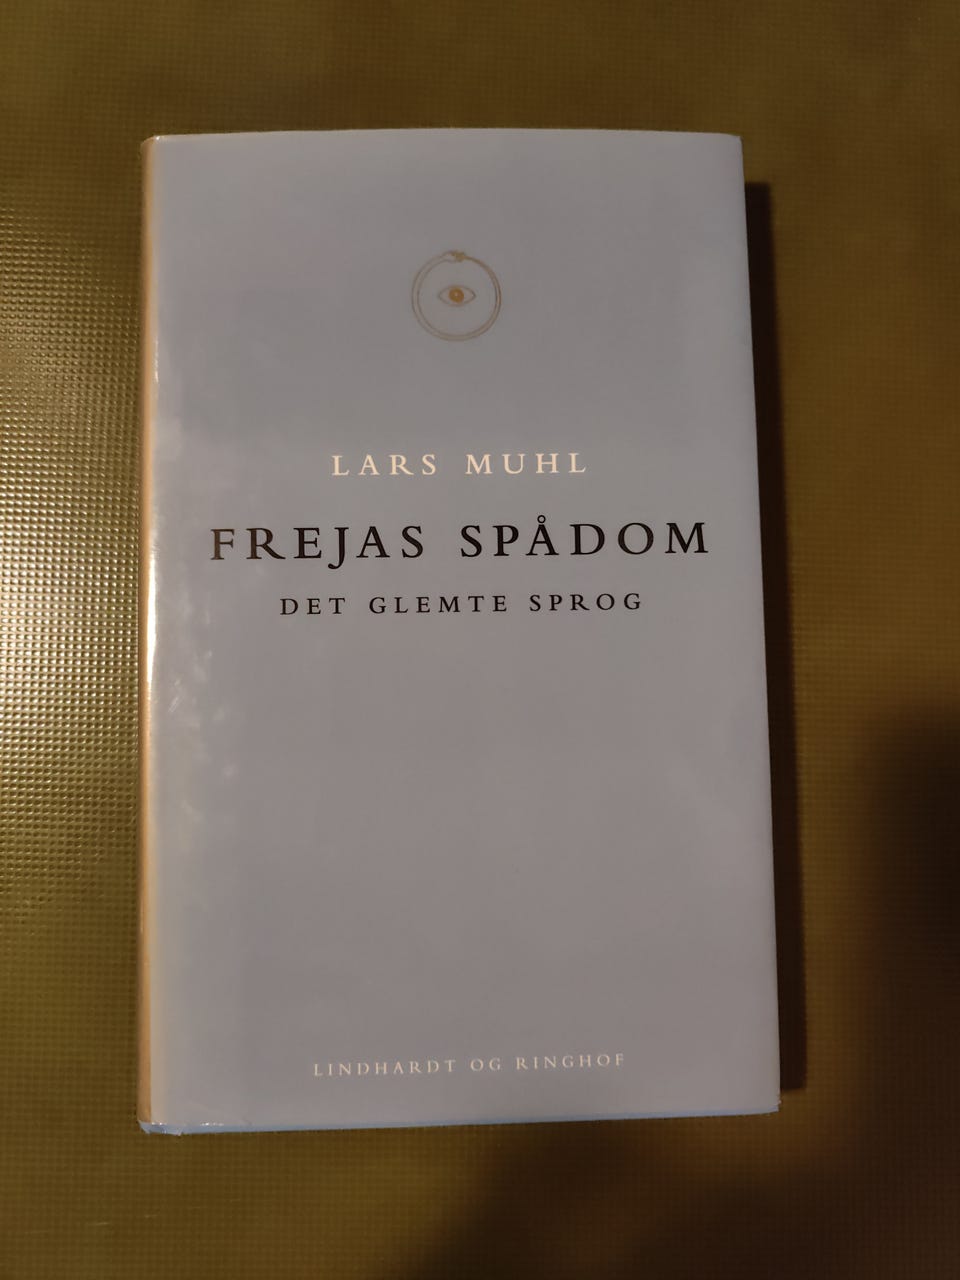 LARS MUHL
FREJAS SPÅDOM
DET GLEMTE SPROG
LINDHARDT OG RINGHOF